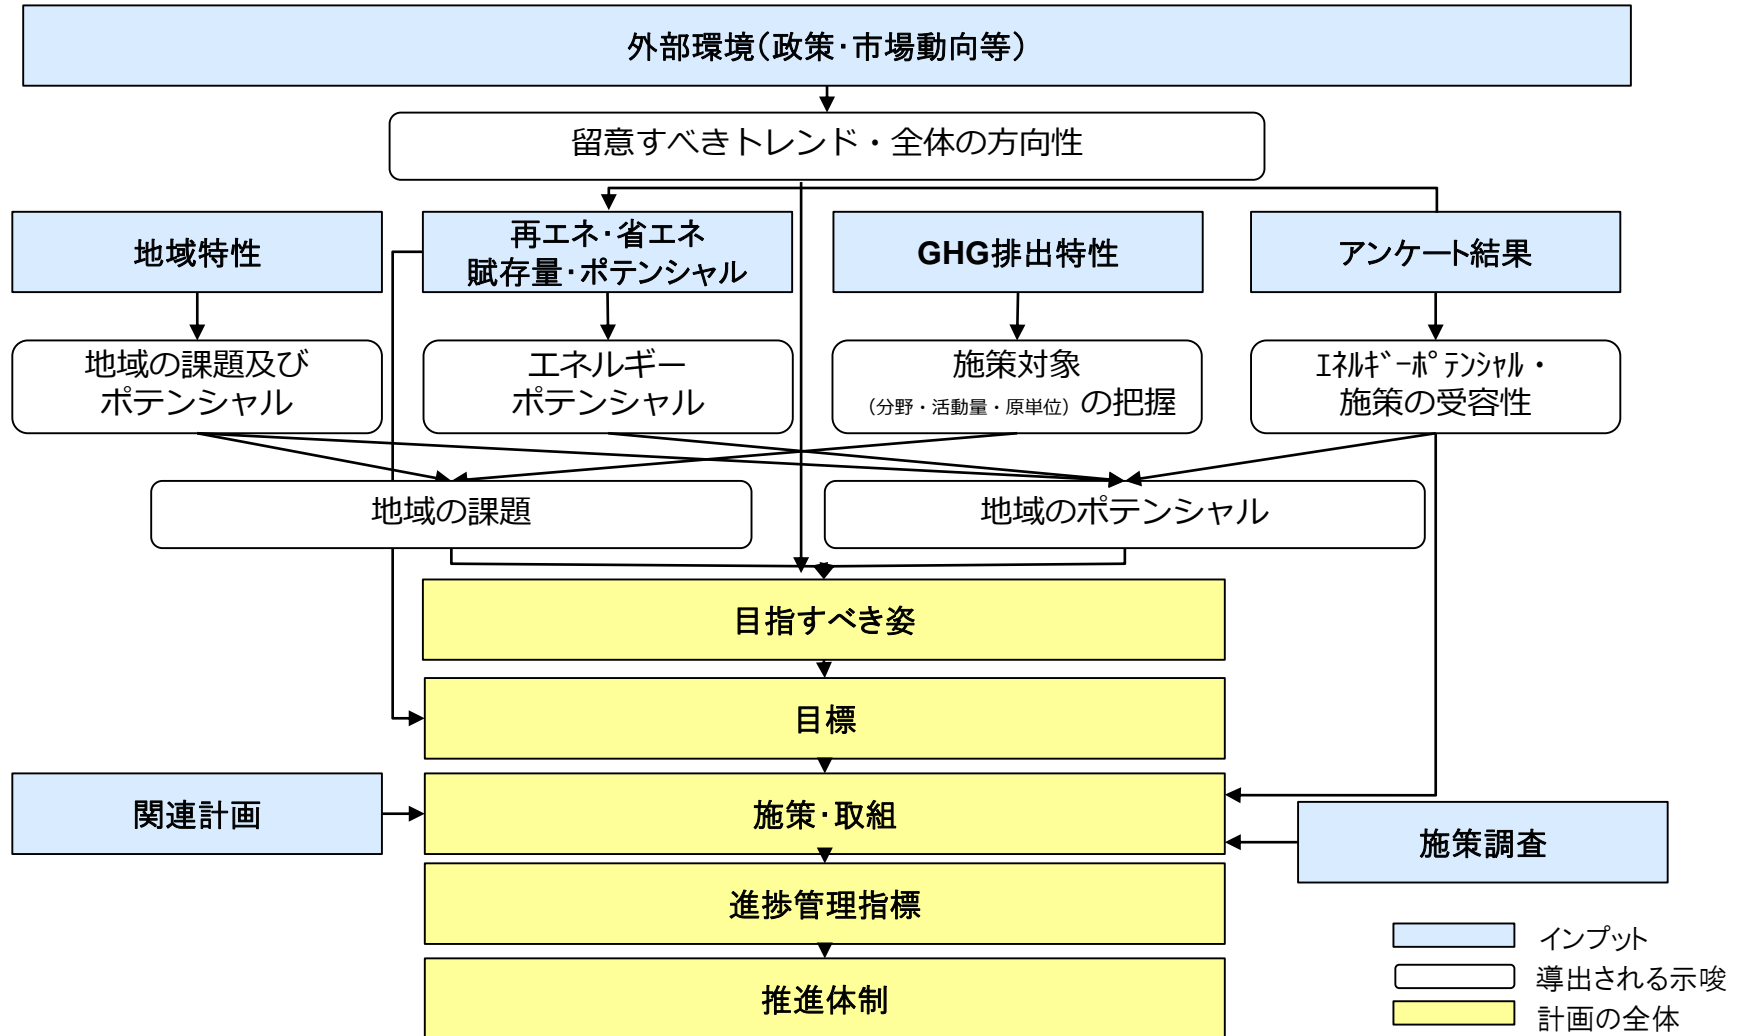 外部環境（政策･市場動向等）
留意すべきトレンド・全体の方向性
地域特性
再エネ･省エネ
賦存量･ポテンシャル
GHG排出特性
アンケート結果
地域の課題及び
ポテンシャル
エネルギー
ポテンシャル
施策対象
（分野・活動量・原単位）の把握
ｴﾈﾙｷﾞｰﾎﾟﾃﾝｼｬﾙ・
施策の受容性
地域の課題
地域のポテンシャル
目指すべき姿
目標
関連計画
施策･取組
施策調査
進捗管理指標
推進体制
インプット
導出される示唆
計画の全体